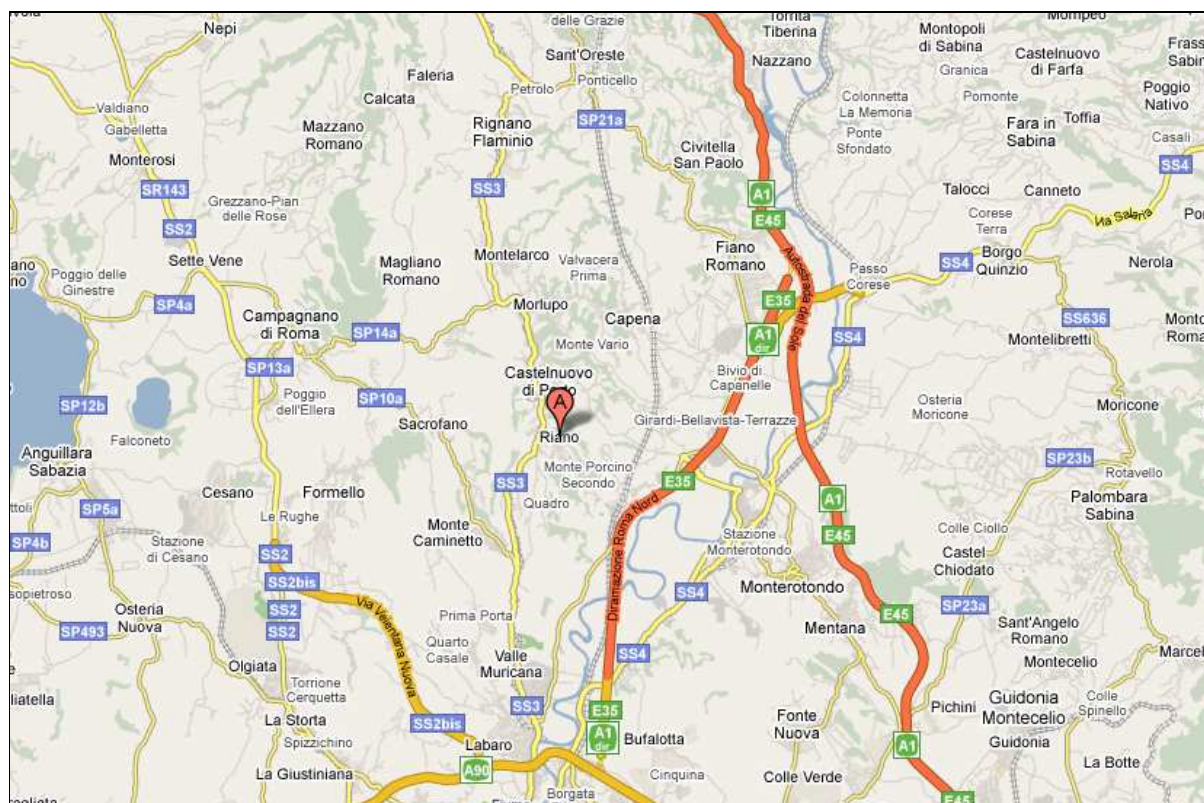 delle Grazie
Torrita
Tiberina
Mompeo
Nepi
Montopoli
di Sabina
Castelnuovo
di Farfa
Sant'Oreste
Nazzano
Faleria
Ponticello
Petrolo
Granica
Pomonte
Poggio
Nativo
Calcata
Valdiano
Gabelletta
Colonnetta
La Memoria
Toffia
Mazzano
Romano
Rignano
Flaminio
SP21a
Ponte
Sfondato
Fara in
Sabina
Casali
Monterosi
Civitella
San Paolo
SS4
SR143
SS3
A1
Talocci
Canneto
Grezzano-Pian
delle Rose
SS2
E45
Corese
Terra
Via Salaria
Sette Vene
Montelarco
Magliano
Romano
Valvacera
Prima
Fiano
Romano
Autostrada del Sole
Passo
Corese
SS4
Borgo
Quinzio
Nerola
Poggio delle
Ginestre
SP4a
Morlupo
E35
Campagnano
di Roma
SP14a
Capena
A1
dir
SS4
SS636
Montelibretti
Monte Vario
SP13a
Castelnuovo
di Porto
Bivio di
Capanelle
Poggio
dell'Ellera
SP10a
A
SP12b
Osteria
Moricone
Moricone
Sacrofano
Girardi-Bellavista-Terrazze
Falconeto
Riano
Anguillara
Sabazia
Monte Porcino
Secondo
SP23b
Rotavello
SS3
E35
Cesano
Formello
Quadro
A1
Palombara
Sabina
SP5a
Le Rughe
Diramazione Roma Nord
Monte
Caminetto
Stazione
Monterotondo
Colle Ciollo
SP4b
Stazione
di Cesano
E45
SS2
Castel
Chiodato
SS2bis
Monterotondo
SS4
Via Veientana Nuova
SS2
Osteria
Nuova
Prima Porta
SP23a
E45
SP493
SS2
Mentana
Sant'Angelo
Romano
Quarto
Casale
Valle
Muricana
SS4
Olgiata
Montecelio
Torrione
Cerquetta
Guidonia
Montecelio
Colle
Spinello
SS3
E35
Pichini
La Storta
SS2bis
Fonte
Nuova
Spizzichino
A1
dir
Bufalotta
Guidonia
Labaro
A1
La Botte
La Giustiniana
A90
Cinquina
Colle Verde
Borgata
E45